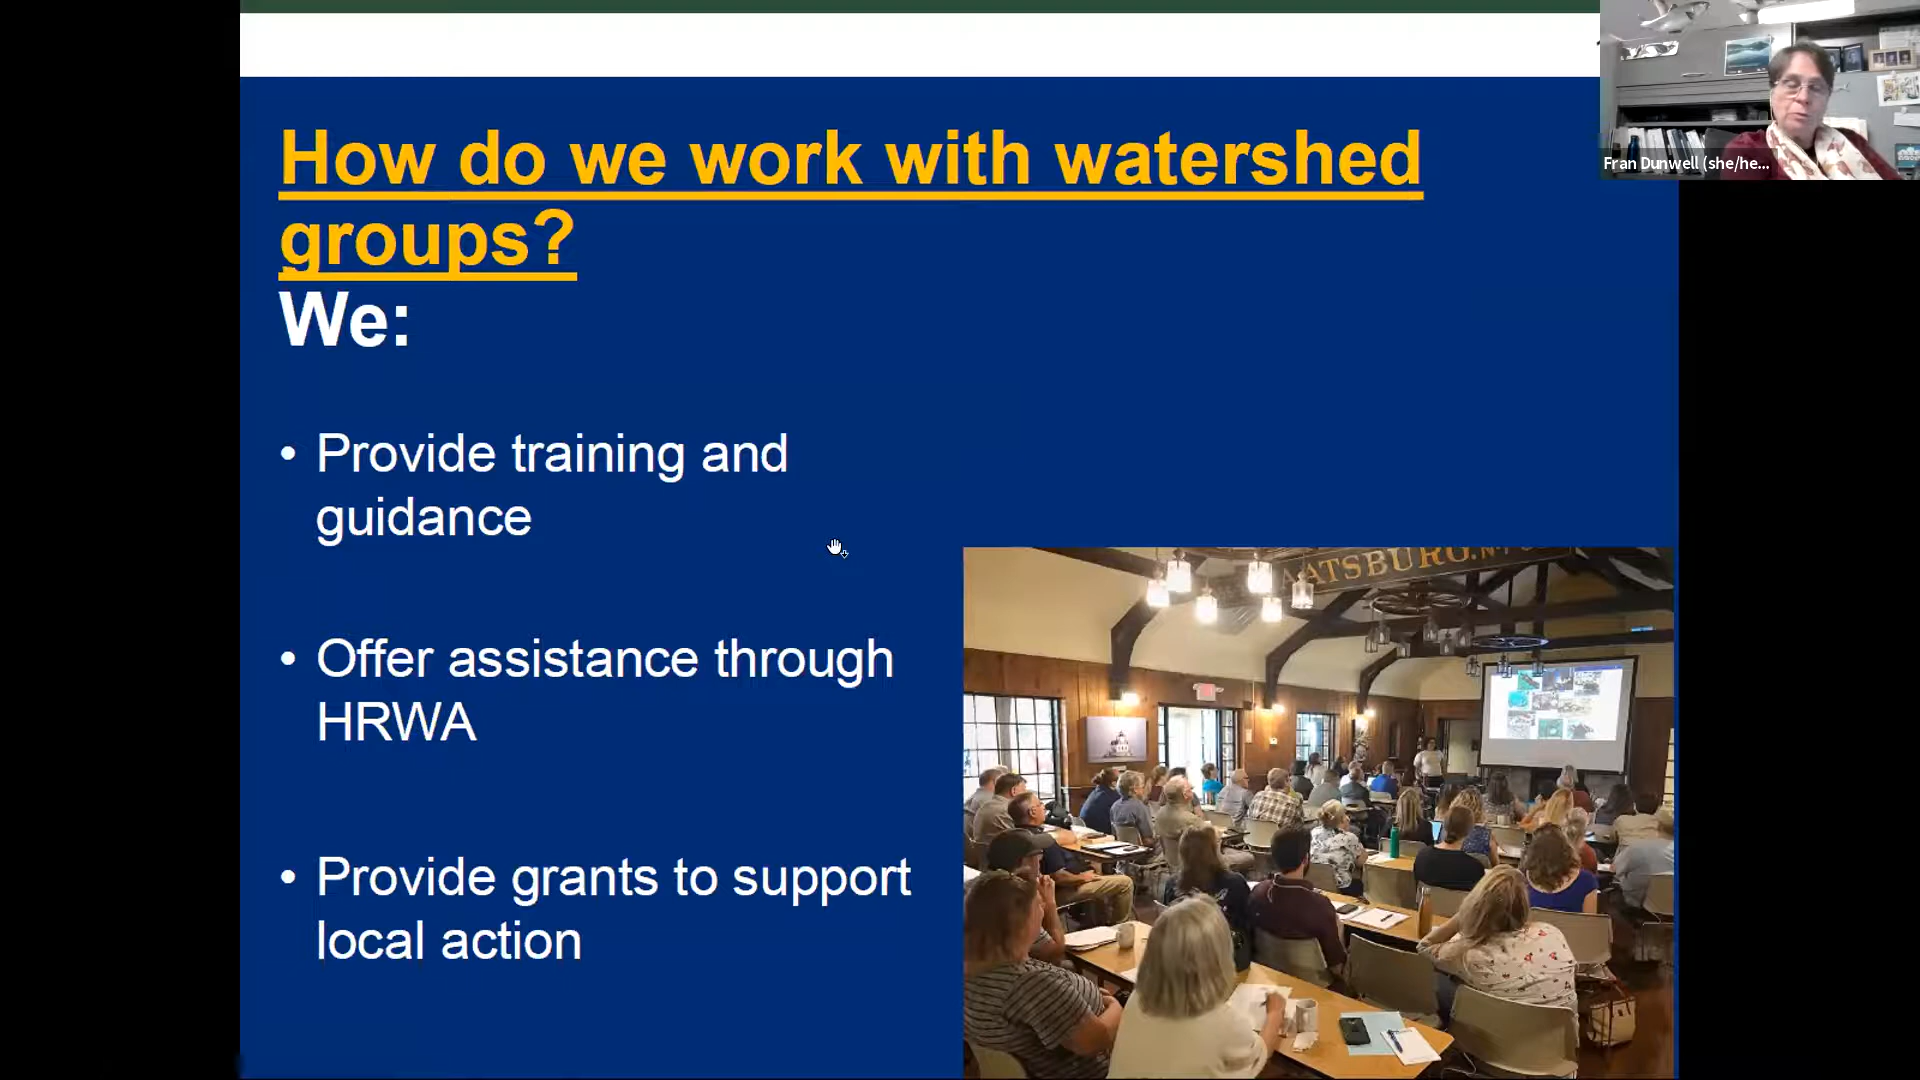 How do we work with watershed
groups?
We:
• Provide training and
guidance
• Offer assistance through
HRWA
• Provide grants to support
local action
Fran Dunwell (she/he...